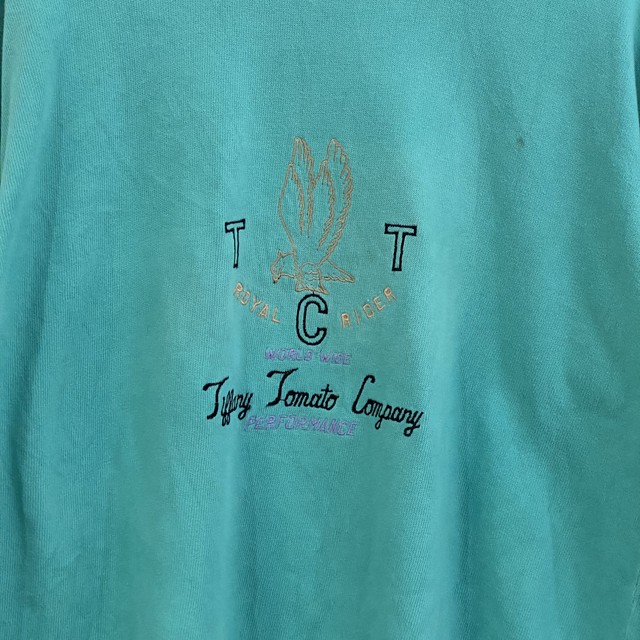 T T
ROYAL RIDER
C
WORLD WIDE
Tiffany Tomato Company
PERFORMANCE